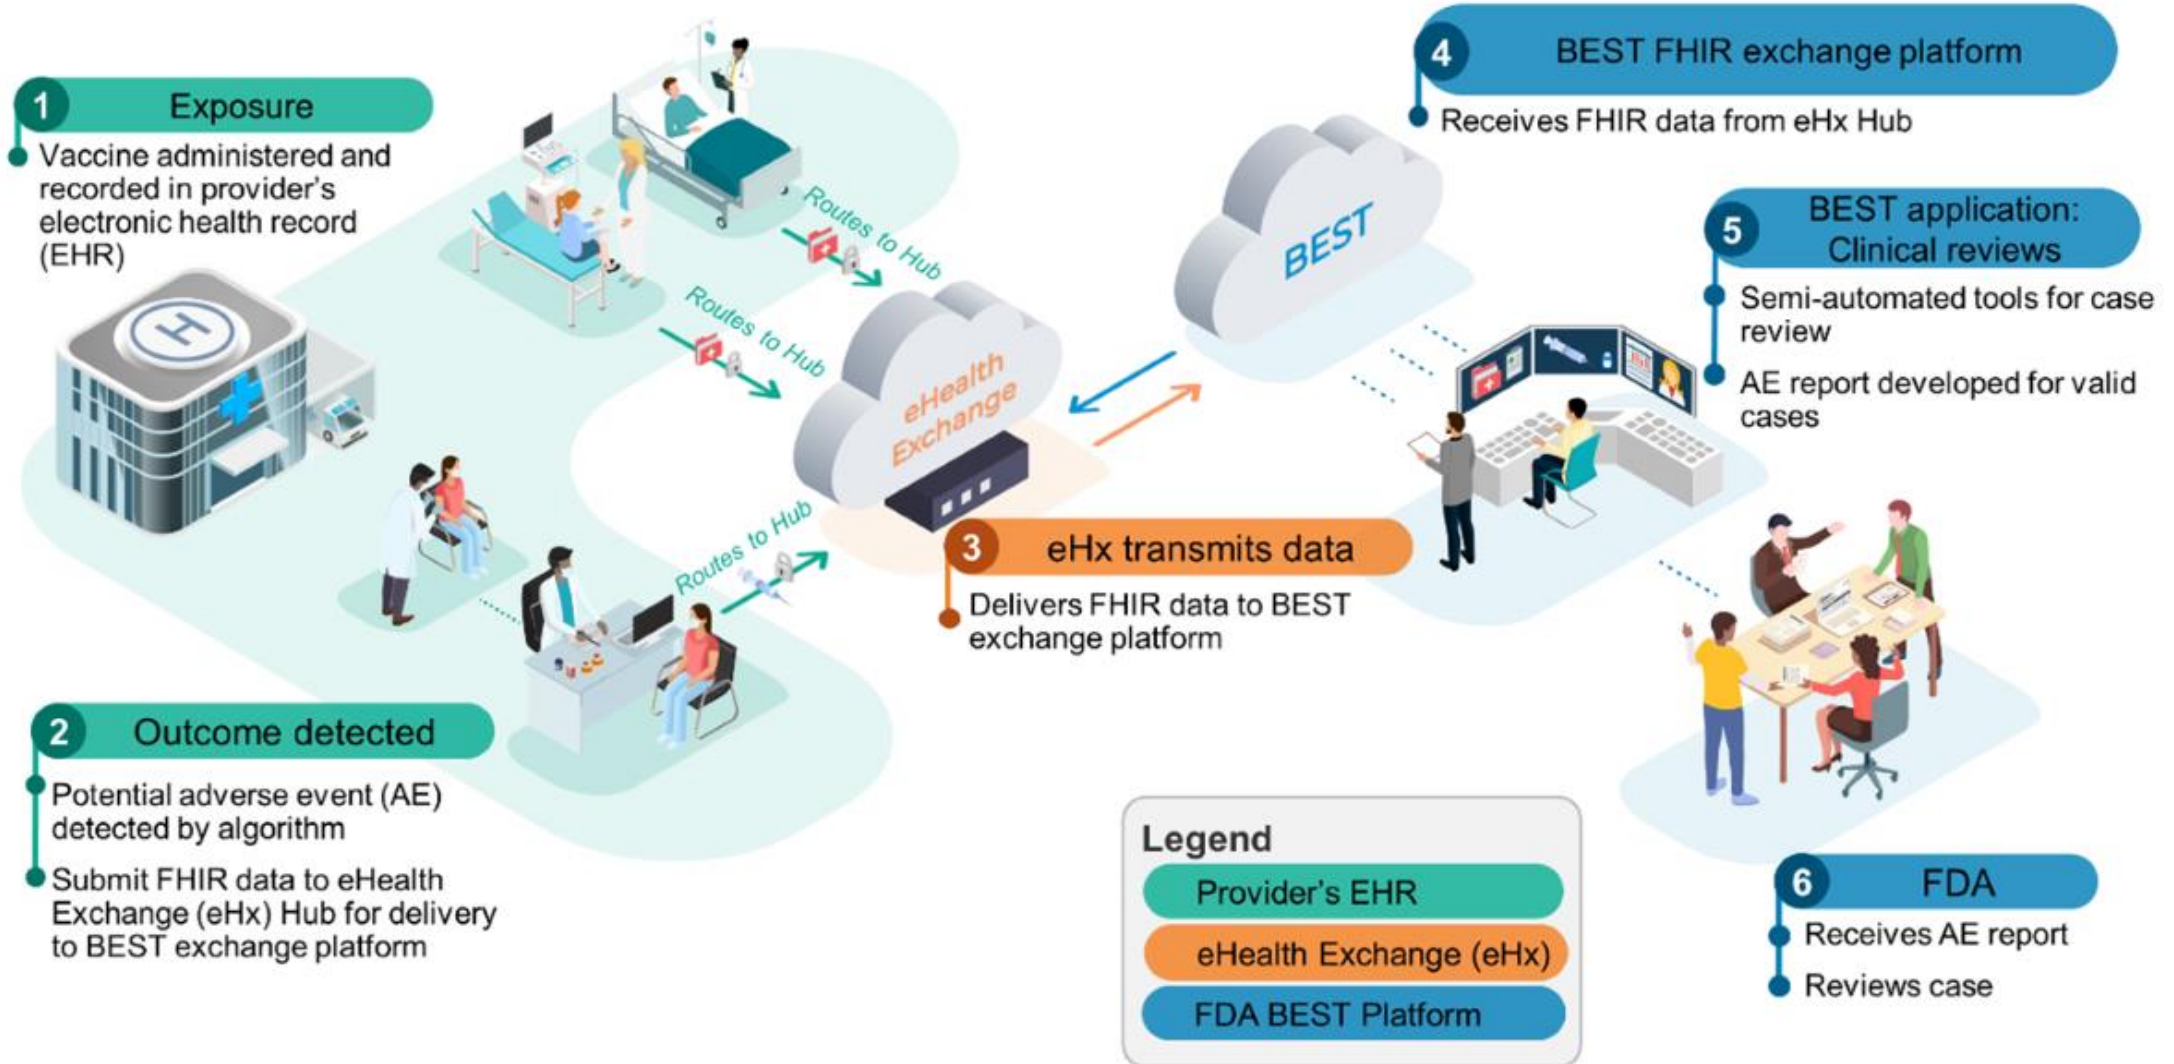 1
Exposure
Vaccine administered and
recorded in provider's
electronic health record
(EHR)
H
2
Outcome detected
Potential adverse event (AE)
detected by algorithm
Submit FHIR data to eHealth
Exchange (eHx) Hub for delivery
to BEST exchange platform
Routes to Hub
Routes to Hub
Routes to Hub
eHealth
Exchange
3
eHx transmits data
Delivers FHIR data to BEST
exchange platform
BEST
4
BEST FHIR exchange platform
Receives FHIR data from eHx Hub
5
BEST application:
Clinical reviews
Semi-automated tools for case
review
AE report developed for valid
cases
6
FDA
Receives AE report
Reviews case
Legend
Provider's EHR
eHealth Exchange (eHx)
FDA BEST Platform